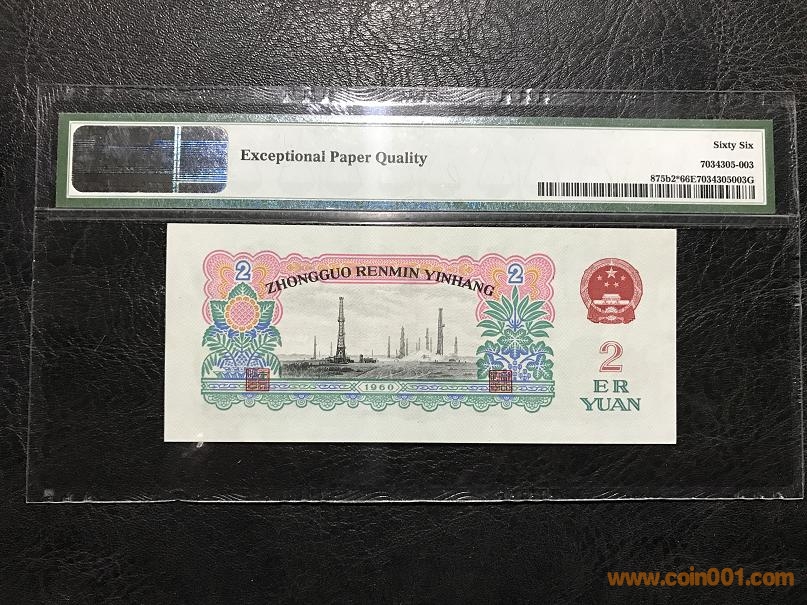 Exceptional Paper Quality
Sixty Six
7034305-003
875b2*66E7034305003G
2
2
ZHONGGUO RENMIN YINHANG
1960
2
ER
YUAN
www.coin001.com